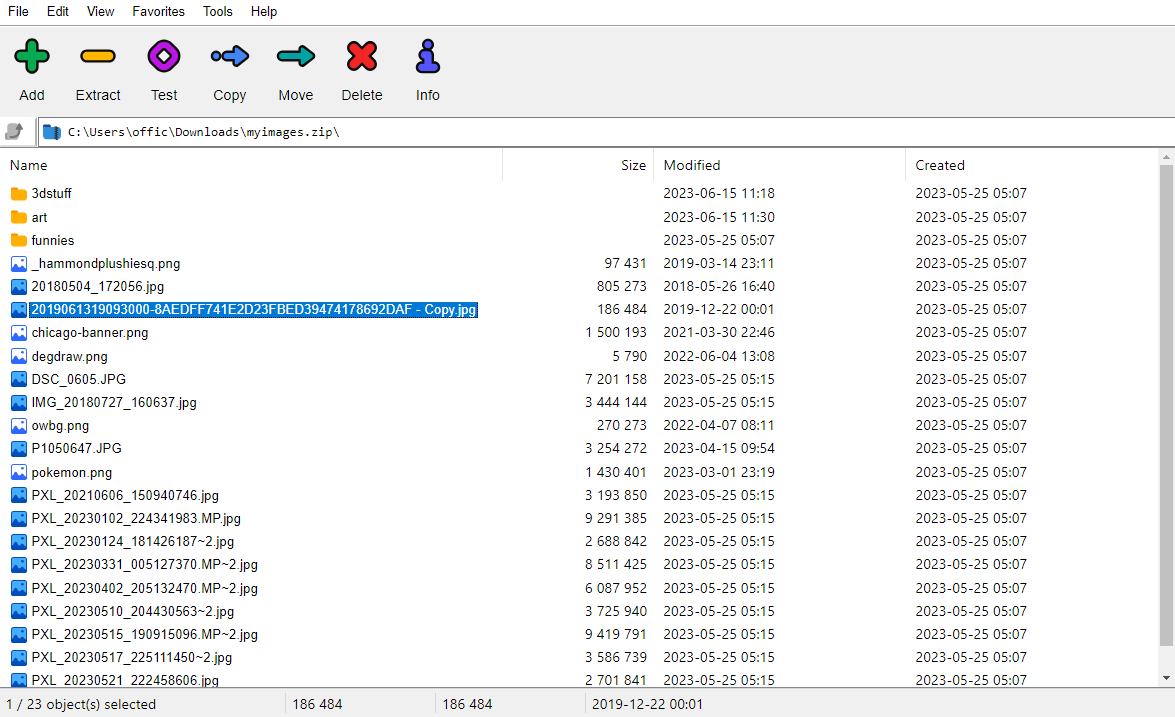 File Edit View Favorites Tools Help
Add Extract Test Copy Move Delete Info
C:\Users\offic\Downloads\myimages.zip\
Name Size Modified Created
3dstuff 2023-06-15 11:18 2023-05-25 05:07
art 2023-06-15 11:30 2023-05-25 05:07
funnies 2023-05-25 05:07 2023-05-25 05:07
_hammondplushiesq.png 97 431 2019-03-14 23:11 2023-05-25 05:07
20180504_172056.jpg 805 273 2018-05-26 16:40 2023-05-25 05:07
2019061319093000-8AEDFF741E2D23FBED39474178692DAF - Copy.jpg 186 484 2019-12-22 00:01 2023-05-25 05:07
chicago-banner.png 1 500 193 2021-03-30 22:46 2023-05-25 05:07
degdraw.png 5 790 2022-06-04 13:08 2023-05-25 05:07
DSC_0605.JPG 7 201 158 2023-05-25 05:15 2023-05-25 05:07
IMG_20180727_160637.jpg 3 444 144 2023-05-25 05:15 2023-05-25 05:07
owbg.png 270 273 2022-04-07 08:11 2023-05-25 05:07
P1050647.JPG 3 254 272 2023-04-15 09:54 2023-05-25 05:07
pokemon.png 1 430 401 2023-03-01 23:19 2023-05-25 05:07
PXL_20210606_150940746.jpg 3 193 850 2023-05-25 05:15 2023-05-25 05:07
PXL_20230102_224341983.MP.jpg 9 291 385 2023-05-25 05:15 2023-05-25 05:07
PXL_20230124_181426187~2.jpg 2 688 842 2023-05-25 05:15 2023-05-25 05:07
PXL_20230331_005127370.MP~2.jpg 8 511 425 2023-05-25 05:15 2023-05-25 05:07
PXL_20230402_205132470.MP~2.jpg 6 087 952 2023-05-25 05:15 2023-05-25 05:07
PXL_20230510_204430563~2.jpg 3 725 940 2023-05-25 05:15 2023-05-25 05:07
PXL_20230515_190915096.MP~2.jpg 9 419 791 2023-05-25 05:15 2023-05-25 05:07
PXL_20230517_225111450~2.jpg 3 586 739 2023-05-25 05:15 2023-05-25 05:07
PXL_20230521_222458606.jpg 2 701 841 2023-05-25 05:15 2023-05-25 05:07
1 / 23 object(s) selected 186 484 186 484 2019-12-22 00:01